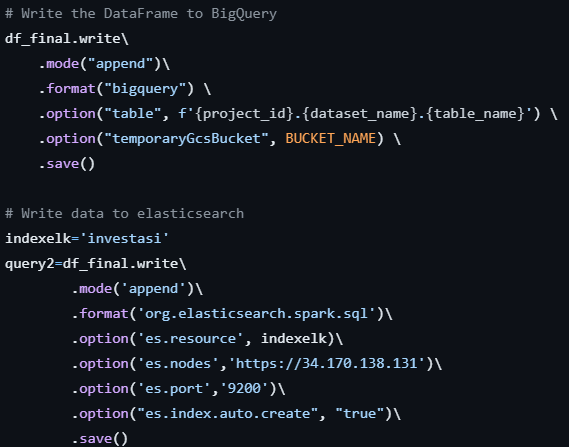 # Write the DataFrame to BigQuery
df_final.write\
    .mode("append")\
    .format("bigquery") \
    .option("table", f'{project_id}.{dataset_name}.{table_name}') \
    .option("temporaryGcsBucket", BUCKET_NAME) \
    .save()

# Write data to elasticsearch
indexelk='investasi'
query2=df_final.write\
        .mode('append')\
        .format('org.elasticsearch.spark.sql')\
        .option('es.resource', indexelk)\
        .option('es.nodes','https://34.170.138.131')\
        .option('es.port','9200')\
        .option("es.index.auto.create", "true")\
        .save()